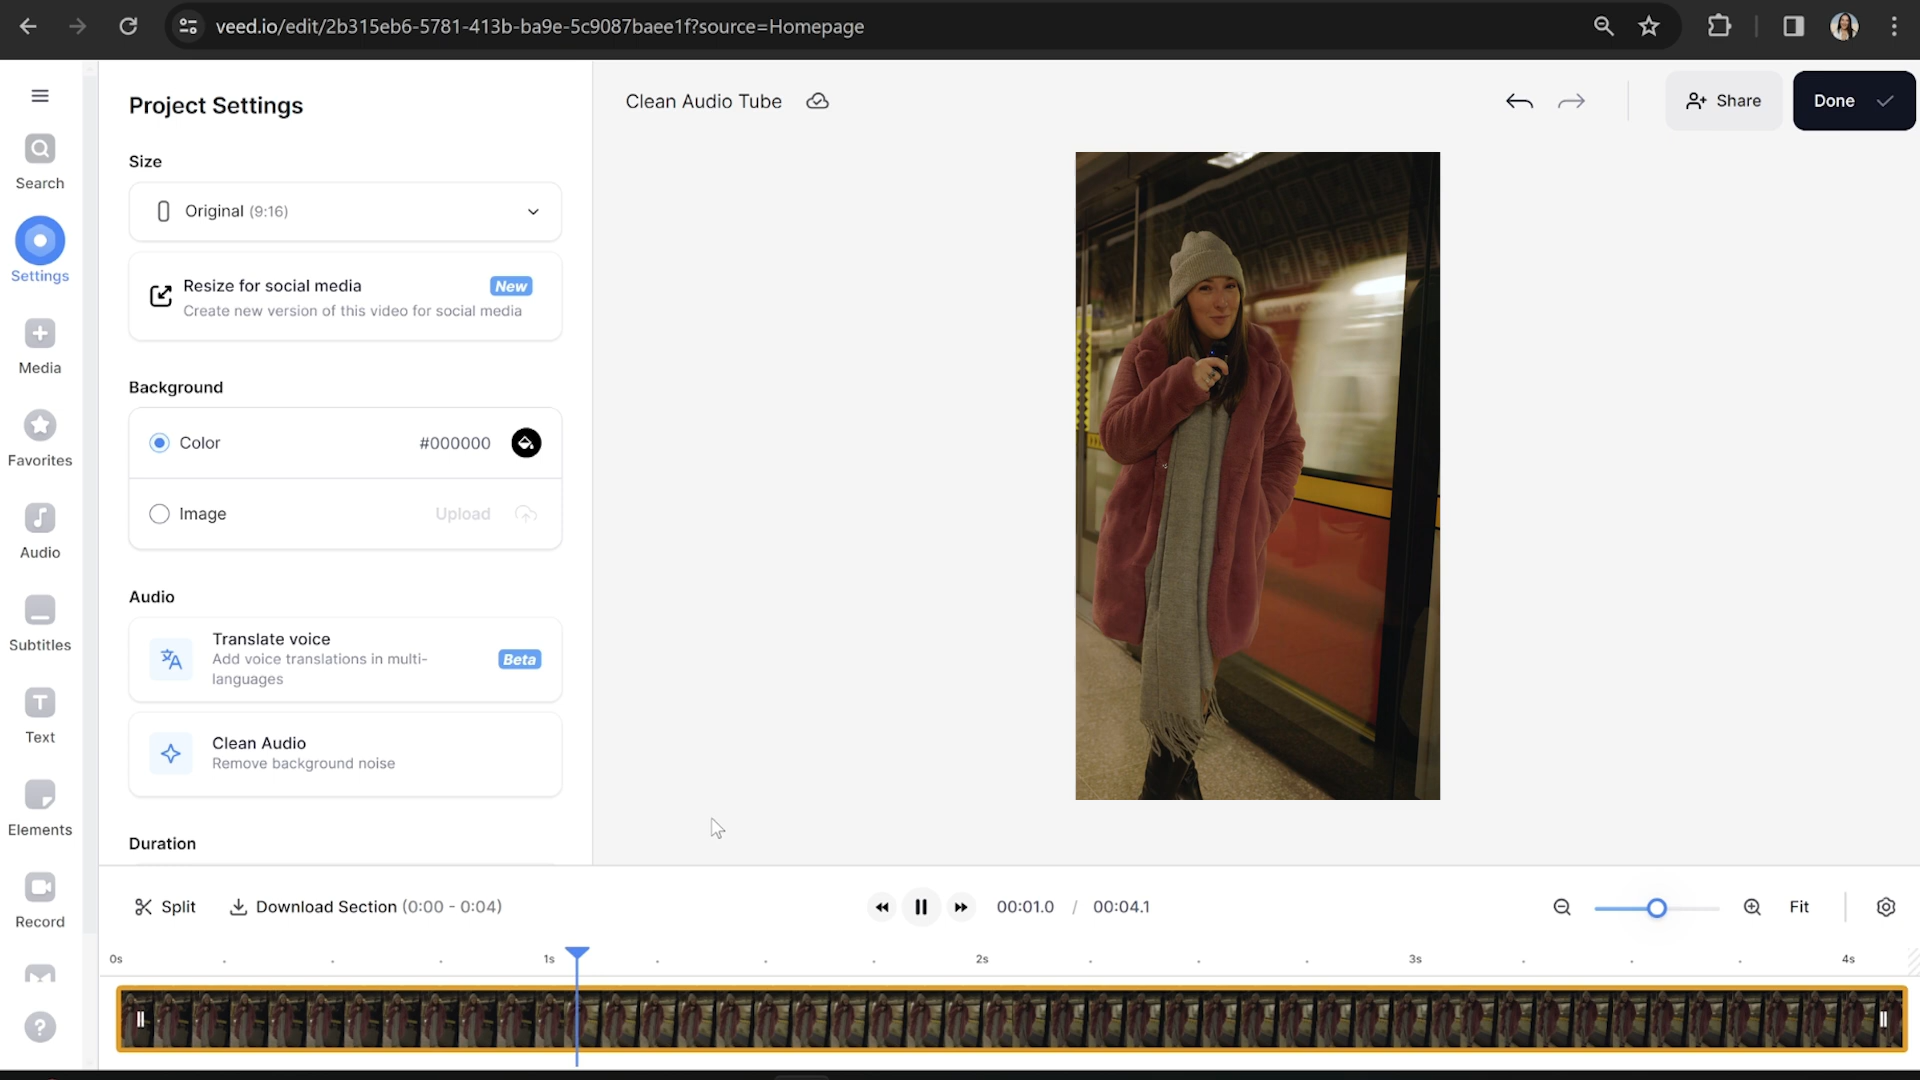 veed.io/edit/2b315eb6-5781-413b-ba9e-5c9087baee1f?source=Homepage
Search
Settings
Media
Favorites
Audio
Subtitles
Text
Elements
Record
?
Project Settings
Size
Original (9:16)
Resize for social media New
Create new version of this video for social media
Background
Color #000000
Image Upload
Audio
Translate voice
Add voice translations in multi-
languages
Beta
Clean Audio
Remove background noise
Duration
Clean Audio Tube
Share
Done
Split
Download Section (0:00 - 0:04)
00:01.0 / 00:04.1
Fit
0s 1s 2s 3s 4s